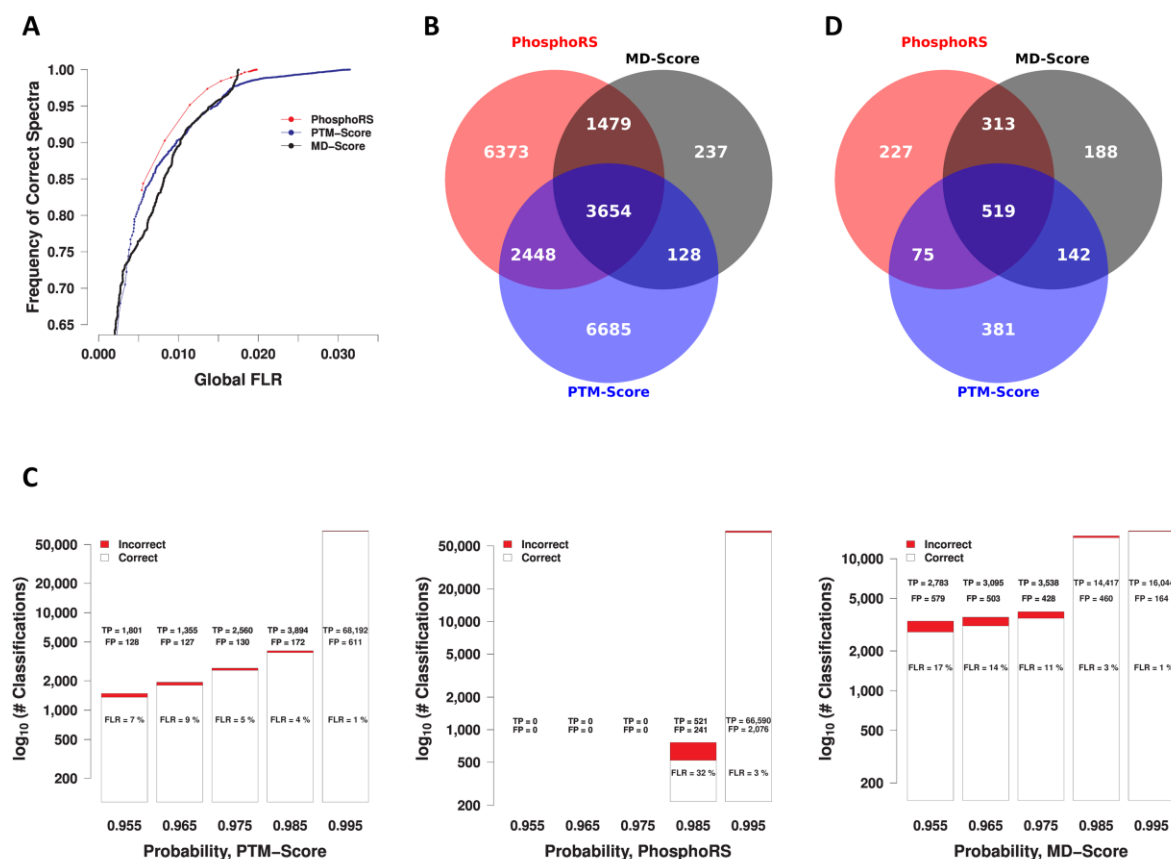 A
Frequency of Correct Spectra
1.00
0.95
0.90
0.85
0.80
0.75
0.70
0.65
PhosphoRS
PTM−Score
MD−Score
0.000
0.010
0.020
0.030
Global FLR
B
PhosphoRS
MD-Score
1479
6373
237
3654
2448
128
6685
PTM-Score
D
PhosphoRS
MD-Score
313
227
188
519
75
142
381
PTM-Score
C
log10 (# Classifications)
50,000
20,000
10,000
5,000
2,000
1,000
500
200
Incorrect
Correct
TP = 1,801
FP = 128
TP = 1,355
FP = 127
TP = 2,560
FP = 130
TP = 3,894
FP = 172
TP = 68,192
FP = 611
FLR = 7 %
FLR = 9 %
FLR = 5 %
FLR = 4 %
FLR = 1 %
0.955
0.965
0.975
0.985
0.995
Probability, PTM−Score
log10 (# Classifications)
50,000
20,000
10,000
5,000
2,000
1,000
500
200
Incorrect
Correct
TP = 0
FP = 0
TP = 0
FP = 0
TP = 0
FP = 0
TP = 521
FP = 241
TP = 66,590
FP = 2,076
FLR = 32 %
FLR = 3 %
0.955
0.965
0.975
0.985
0.995
Probability, PhosphoRS
log10 (# Classifications)
10,000
5,000
2,000
1,000
500
200
Incorrect
Correct
TP = 2,783
FP = 579
TP = 3,095
FP = 503
TP = 3,538
FP = 428
TP = 14,417
FP = 460
TP = 16,044
FP = 164
FLR = 17 %
FLR = 14 %
FLR = 11 %
FLR = 3 %
FLR = 1 %
0.955
0.965
0.975
0.985
0.995
Probability, MD−Score